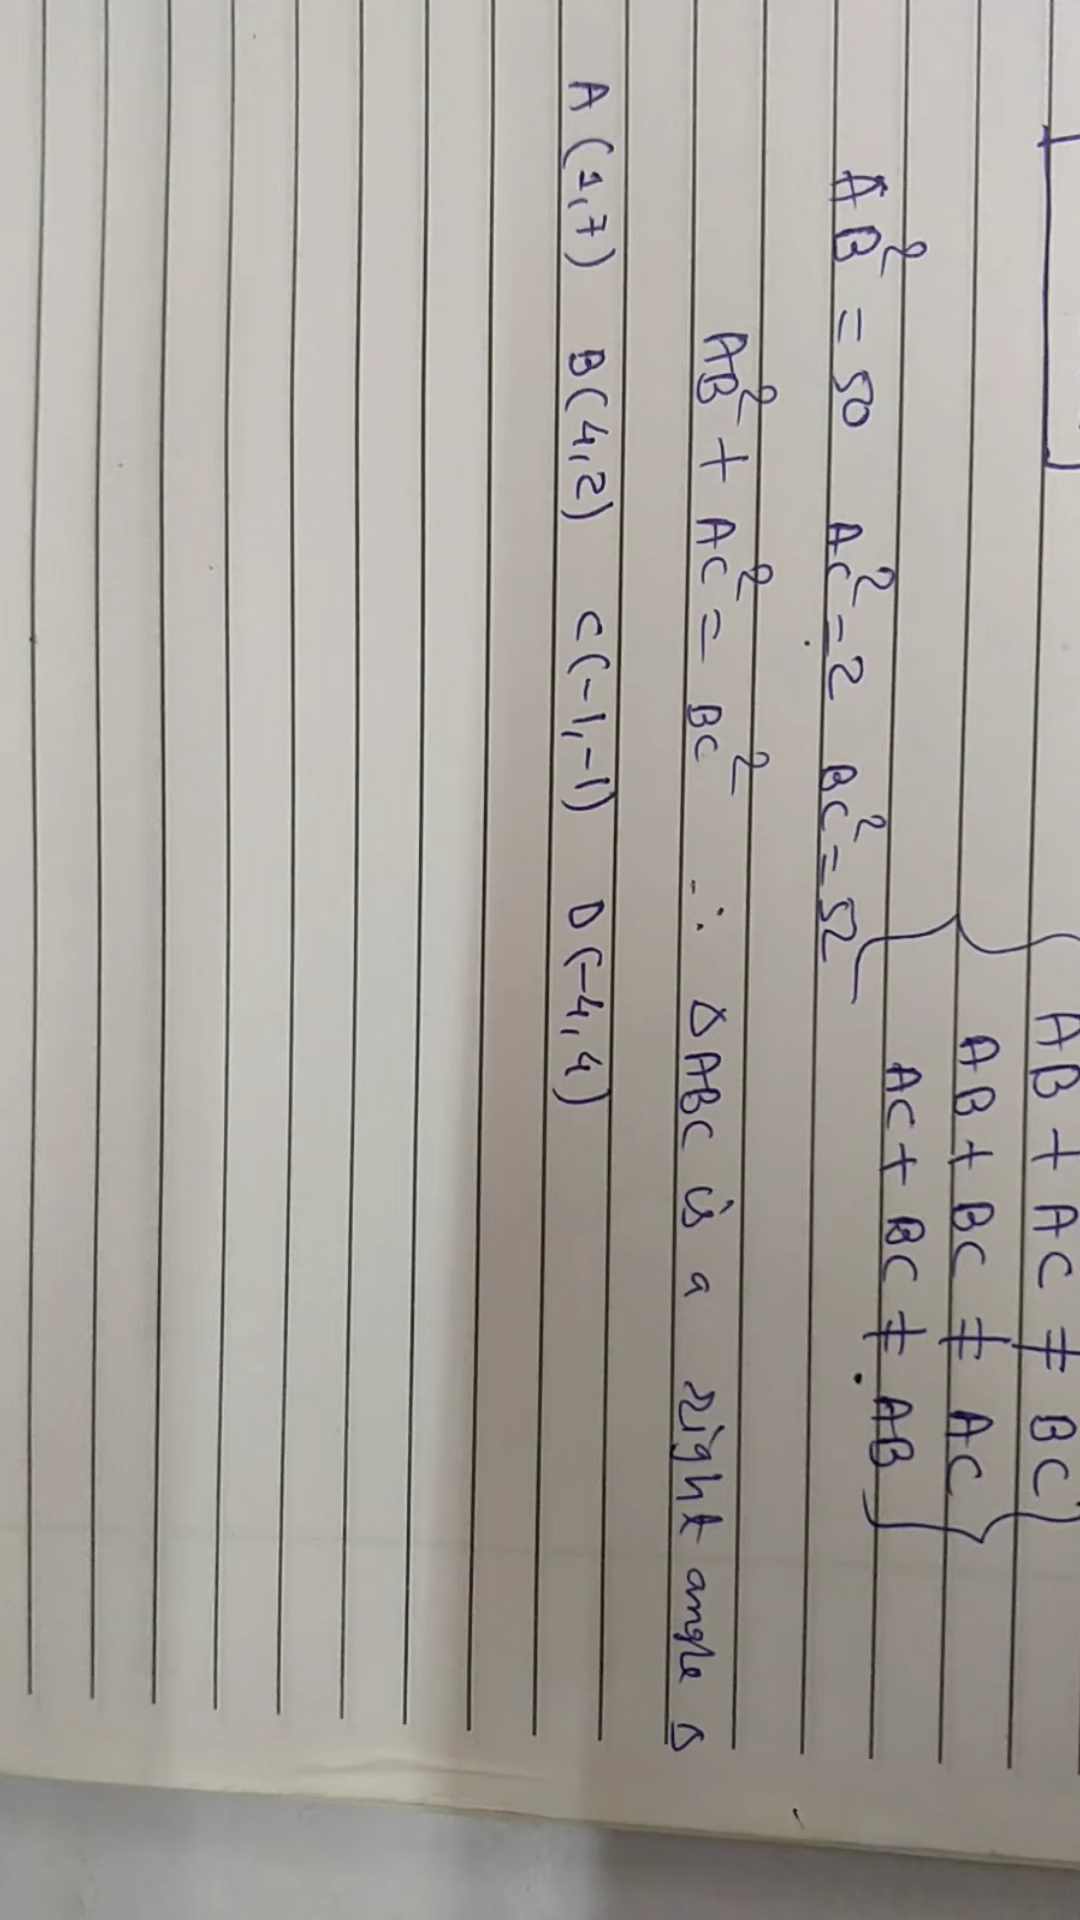 AB + AC ≠ BC
AB + BC ≠ AC
AC + BC ≠ AB
AB² = 50 AC² = 2 BC² = 52
AB² + AC² = BC² ∴ △ABC is a right angle △
A(1,7) B(4,2) C(-1,-1) D(-4,4)